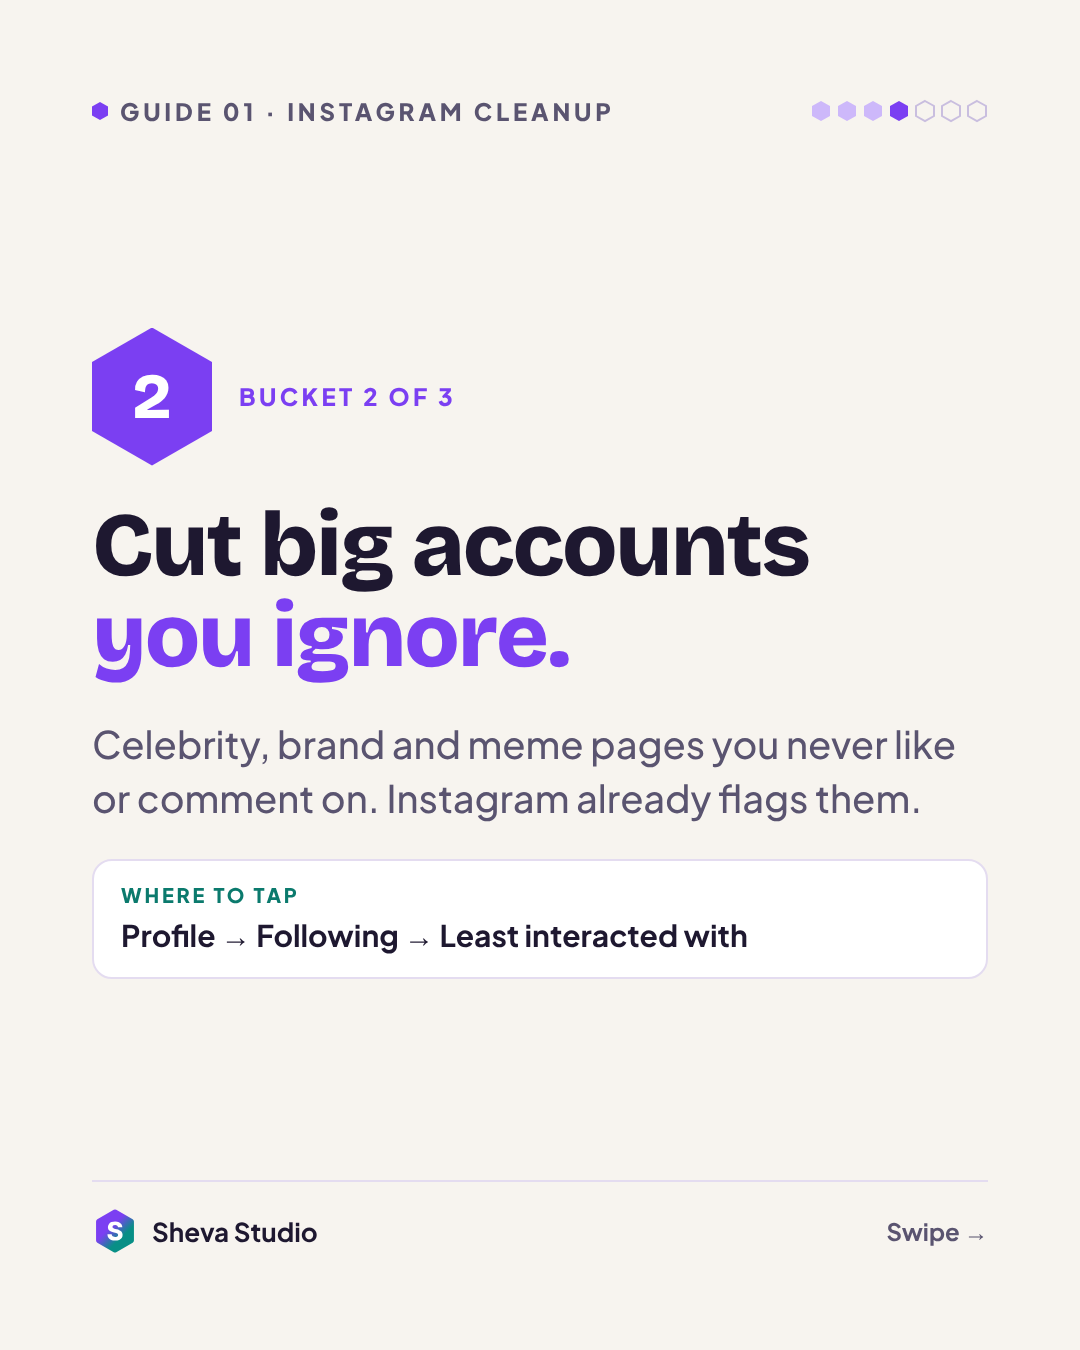 GUIDE 01 · INSTAGRAM CLEANUP
2
BUCKET 2 OF 3
Cut big accounts
you ignore.
Celebrity, brand and meme pages you never like
or comment on. Instagram already flags them.
WHERE TO TAP
Profile → Following → Least interacted with
S
Sheva Studio
Swipe →